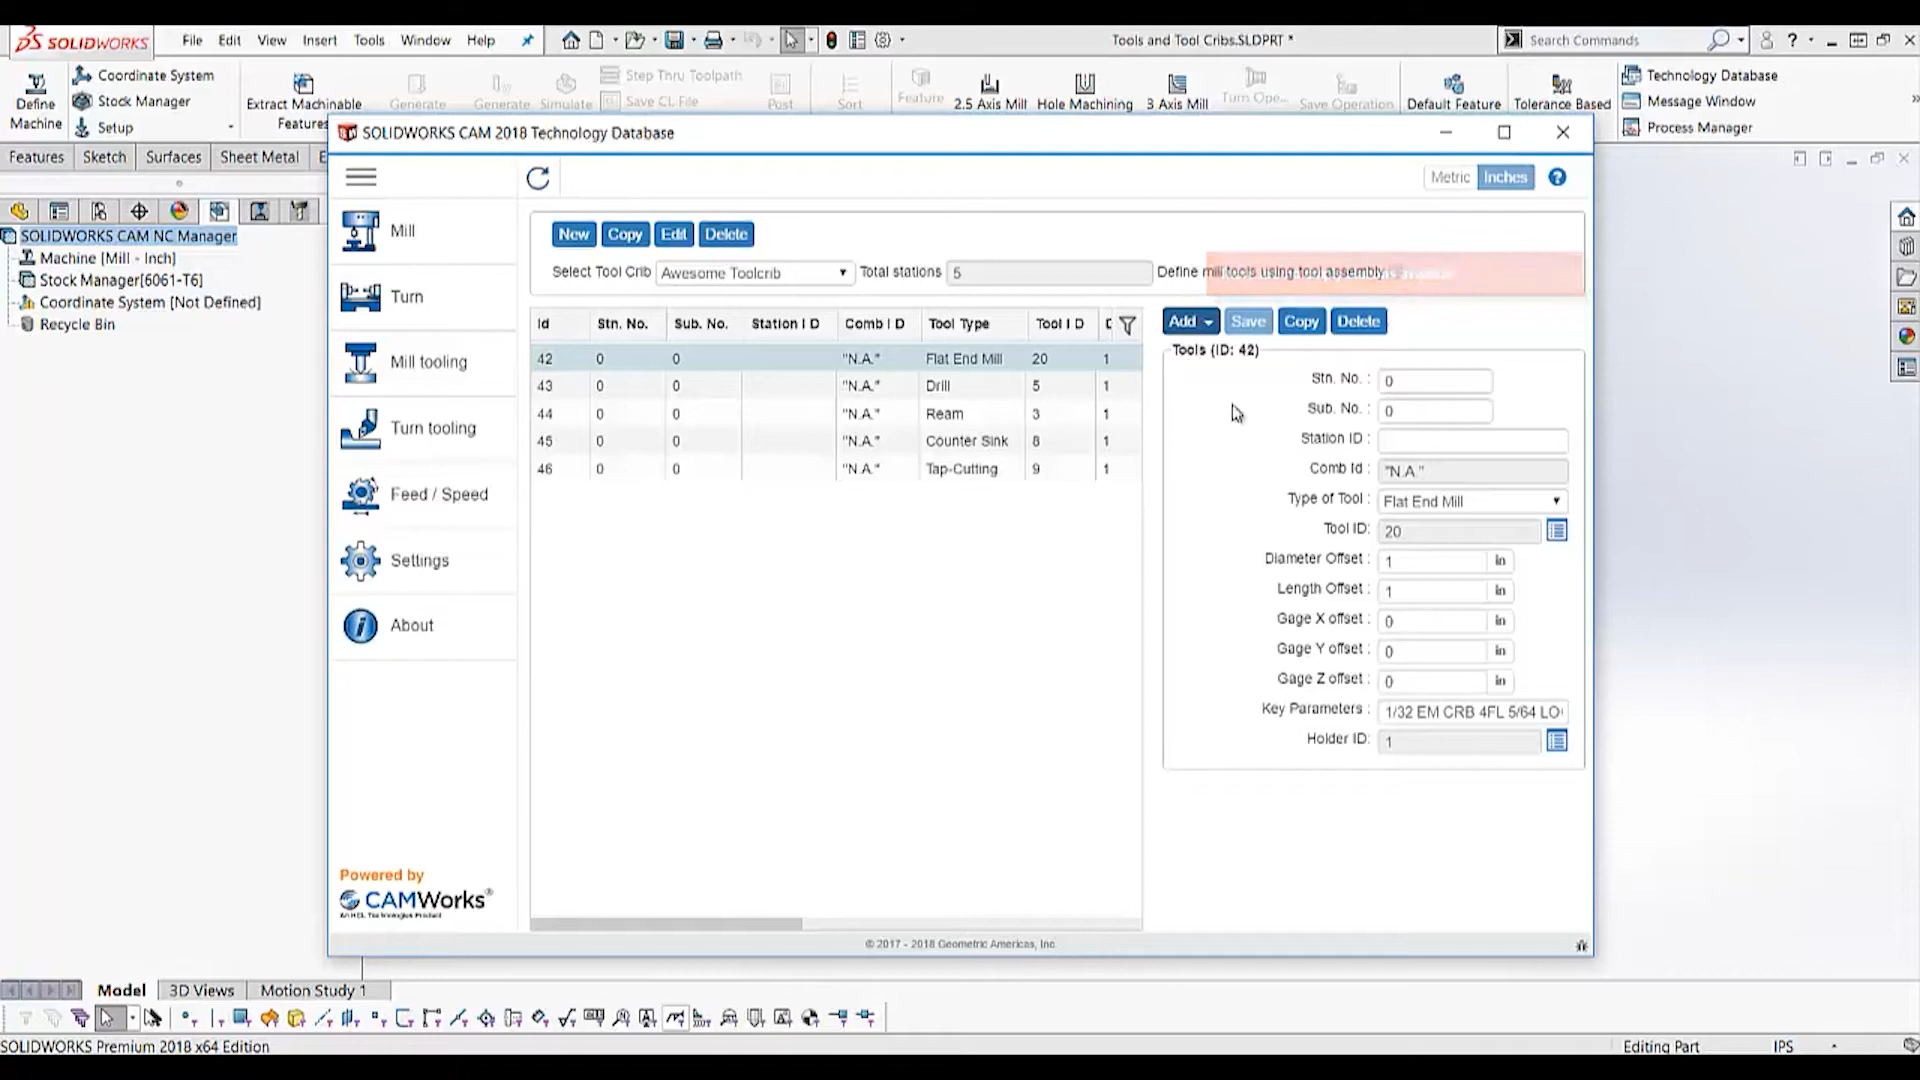 SOLIDWORKS File Edit View Insert Tools Window Help
Tools and Tool Cribs.SLDPRT *
Search Commands
?
Define Machine
Coordinate System
Stock Manager
Setup
Extract Machinable Features
Generate
Generate
Simulate
Step Thru Toolpath
Save CL File
Post
Sort
Feature
2.5 Axis Mill
Hole Machining
3 Axis Mill
Turn Ope...
Save Operation
Default Feature
Tolerance Based
Technology Database
Message Window
Process Manager
Features Sketch Surfaces Sheet Metal E
SOLIDWORKS CAM NC Manager
Machine [Mill - Inch]
Stock Manager[6061-T6]
Coordinate System [Not Defined]
Recycle Bin
SOLIDWORKS CAM 2018 Technology Database
Metric Inches ?
Mill
Turn
Mill tooling
Turn tooling
Feed / Speed
Settings
About
Powered by
CAMWorks®
An HCL Technologies Product
New Copy Edit Delete
Select Tool Crib Awesome Toolcrib Total stations 5 Define mill tools using tool assembly
Id Stn. No. Sub. No. Station I D Comb I D Tool Type Tool I D
42 0 0 "N.A." Flat End Mill 20 1
43 0 0 "N.A." Drill 5 1
44 0 0 "N.A." Ream 3 1
45 0 0 "N.A." Counter Sink 8 1
46 0 0 "N.A." Tap-Cutting 9 1
Add Save Copy Delete
Tools (ID: 42)
Stn. No. : 0
Sub. No. : 0
Station ID :
Comb Id : "N.A."
Type of Tool : Flat End Mill
Tool ID: 20
Diameter Offset : 1 in
Length Offset : 1 in
Gage X offset : 0 in
Gage Y offset : 0 in
Gage Z offset : 0 in
Key Parameters : 1/32 EM CRB 4FL 5/64 LO
Holder ID: 1
© 2017 - 2018 Geometric Americas, Inc
Model 3D Views Motion Study 1
SOLIDWORKS Premium 2018 x64 Edition
Editing Part IPS